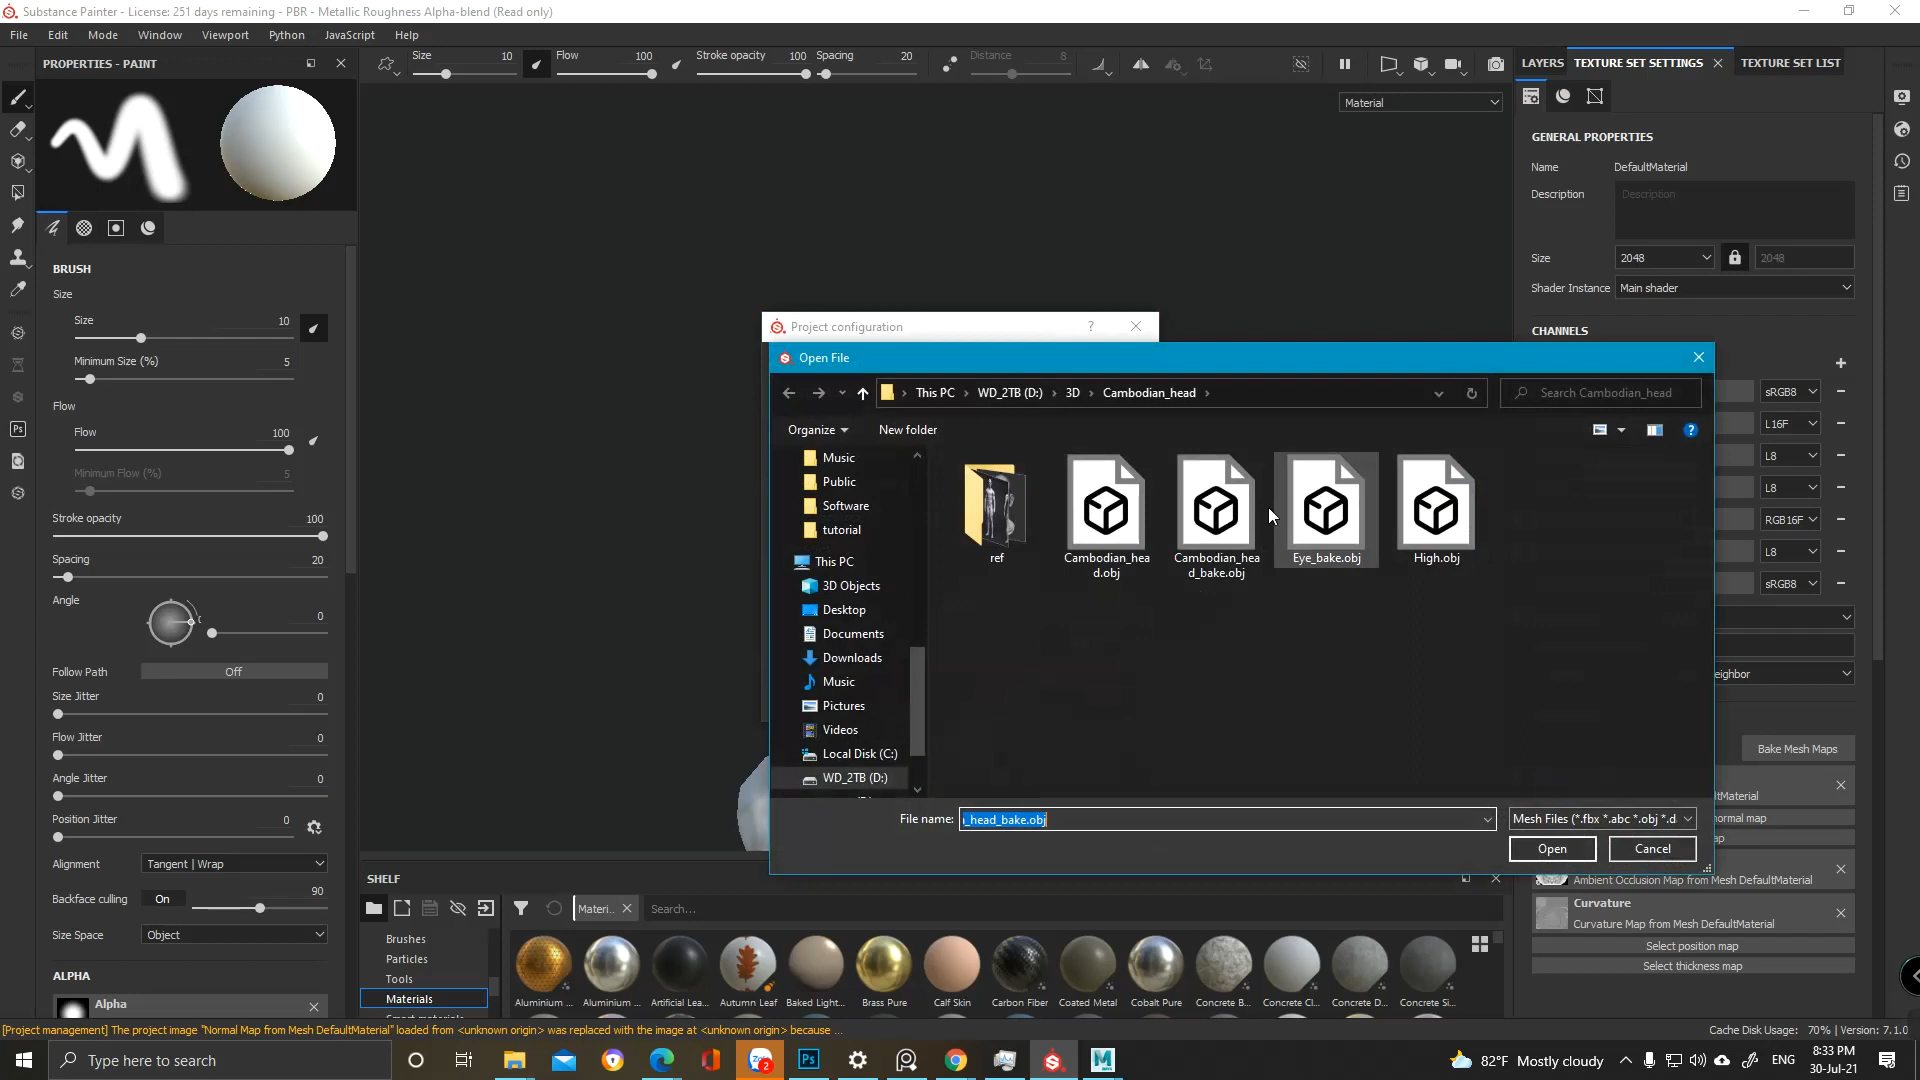 Substance Painter - License: 251 days remaining - PBR - Metallic Roughness Alpha-blend (Read only)
File Edit Mode Window Viewport Python JavaScript Help
PROPERTIES - PAINT
Size 10 Flow 100 Stroke opacity 100 Spacing 20 Distance 8
LAYERS TEXTURE SET SETTINGS TEXTURE SET LIST
Material
BRUSH
Size
Size 10
Minimum Size (%) 5
Flow
Flow 100
Minimum Flow (%) 5
Stroke opacity 100
Spacing 20
Angle 0
Follow Path Off
Size Jitter 0
Flow Jitter 0
Angle Jitter 0
Position Jitter 0
Alignment Tangent | Wrap
Backface culling On 90
Size Space Object
ALPHA
Alpha
Project configuration ?
Open File
This PC WD_2TB (D:) 3D Cambodian_head
Search Cambodian_head
Organize New folder
Music
Public
Software
tutorial
This PC
3D Objects
Desktop
Documents
Downloads
Music
Pictures
Videos
Local Disk (C:)
WD_2TB (D:)
ref
Cambodian_hea
d.obj
Cambodian_hea
d_bake.obj
Eye_bake.obj
High.obj
File name: _head_bake.obj
Mesh Files (*.fbx *.abc *.obj *.d
Open Cancel
GENERAL PROPERTIES
Name DefaultMaterial
Description Description
Size 2048 2048
Shader Instance Main shader
CHANNELS
sRGB8
L16F
L8
L8
RGB16F
L8
sRGB8
eighbor
Bake Mesh Maps
tMaterial
normal map
ap
Ambient Occlusion Map from Mesh DefaultMaterial
Curvature
Curvature Map from Mesh DefaultMaterial
Select position map
Select thickness map
SHELF
Materi.. Search...
Brushes
Particles
Tools
Materials
Aluminium ... Aluminium ... Artificial Lea... Autumn Leaf Baked Light... Brass Pure Calf Skin Carbon Fiber Coated Metal Cobalt Pure Concrete B... Concrete Cl... Concrete D... Concrete Si...
[Project management] The project image "Normal Map from Mesh DefaultMaterial" loaded from <unknown origin> was replaced with the image at <unknown origin> because ...
Cache Disk Usage: 70% | Version: 7.1.0
Type here to search
Ps
2
82°F Mostly cloudy
ENG
8:33 PM
30-Jul-21